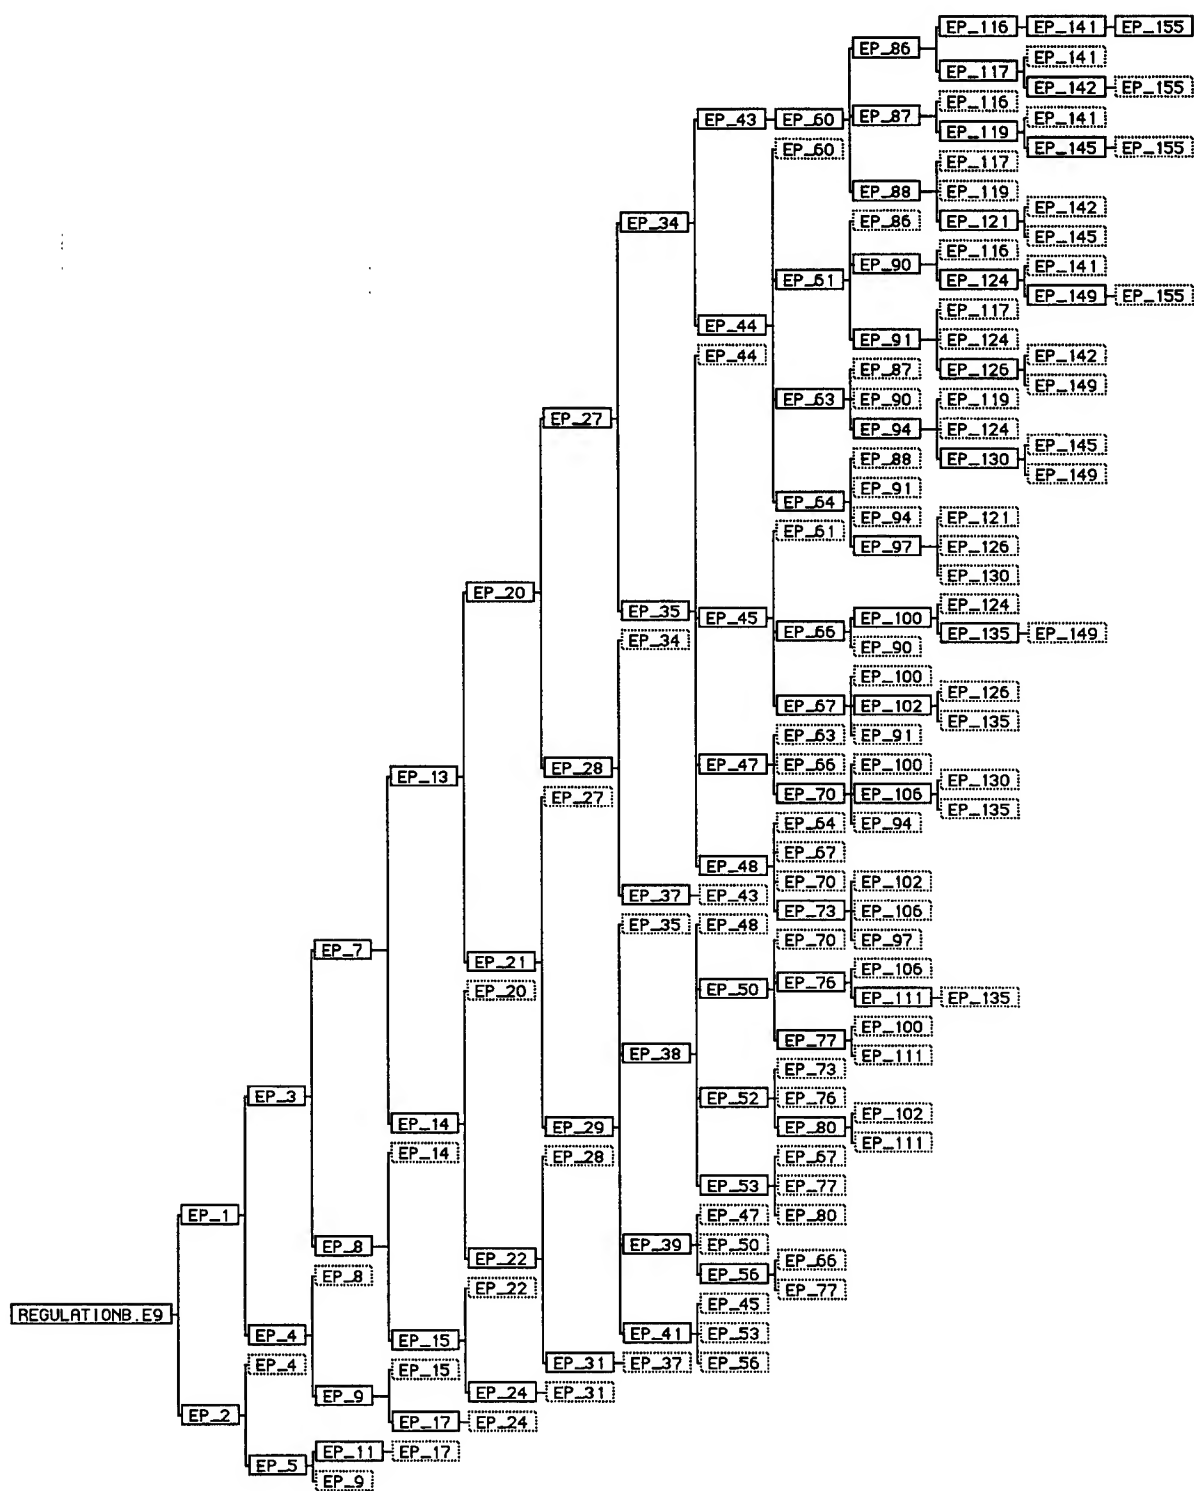 EP_116 EP_141 EP_155
EP_86
EP_141
EP_117
EP_142 EP_155
EP_116
EP_87
EP_43 EP_60 EP_141
EP_119
EP_60 EP_145 EP_155
EP_117
EP_88 EP_119
EP_142
EP_34 EP_86 EP_121
EP_145
EP_116
EP_90 EP_141
EP_61 EP_124
EP_149 EP_155
EP_117
EP_44
EP_91 EP_124
EP_44 EP_142
EP_87 EP_126
EP_149
EP_63 EP_90 EP_119
EP_27
EP_94 EP_124
EP_145
EP_88 EP_130
EP_149
EP_91
EP_64
EP_94 EP_121
EP_61
EP_97 EP_126
EP_130
EP_20
EP_124
EP_35 EP_45 EP_100
EP_66 EP_135 EP_149
EP_34 EP_90
EP_100
EP_126
EP_67 EP_102
EP_135
EP_63 EP_91
EP_28 EP_47 EP_66 EP_100
EP_13 EP_130
EP_27 EP_70 EP_106
EP_135
EP_64 EP_94
EP_67
EP_48
EP_70 EP_102
EP_37 EP_43
EP_73 EP_106
EP_35 EP_48
EP_70 EP_97
EP_7
EP_21 EP_106
EP_76
EP_20 EP_50 EP_111 EP_135
EP_100
EP_77
EP_38 EP_111
EP_73
EP_3 EP_52 EP_76
EP_102
EP_14 EP_29 EP_80
EP_111
EP_14 EP_28 EP_67
EP_53 EP_77
EP_1 EP_47 EP_80
EP_8 EP_39 EP_50
EP_22 EP_66
EP_8 EP_56
EP_22 EP_77
EP_45
REGULATIONB.E9
EP_4 EP_15 EP_41 EP_53
EP_4 EP_15 EP_31 EP_37 EP_56
EP_9 EP_24 EP_31
EP_2 EP_17 EP_24
EP_11 EP_17
EP_5
EP_9